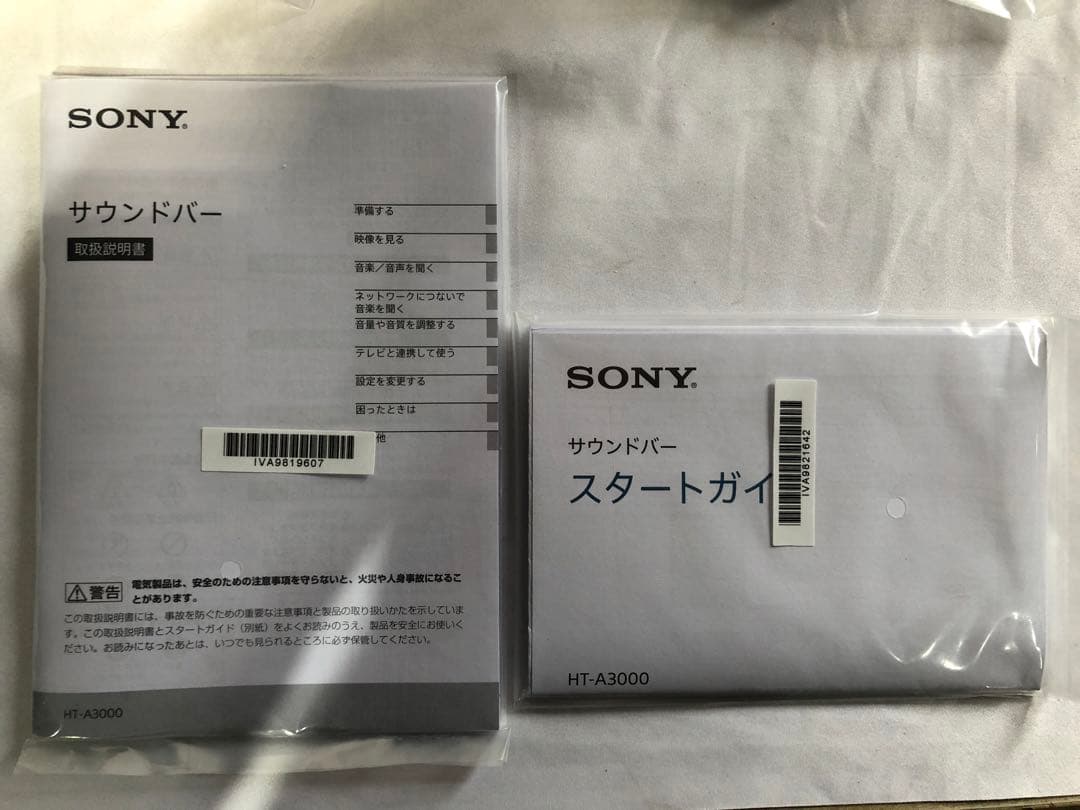 SONY®
サウンドバー
取扱説明書
準備する
映像を見る
音楽/音声を聞く
ネットワークにつないで
音楽を聞く
音量や音質を調整する
テレビと連携して使う
設定を変更する
困ったときは
他
IVA9819607
警告
電気製品は、安全のための注意事項を守らないと、火災や人身事故になるこ
とがあります。
この取扱説明書には、事故を防ぐための重要な注意事項と製品の取り扱いかたを示していま
す。この取扱説明書とスタートガイド(別紙)をよくお読みのうえ、製品を安全にお使いく
ださい。お読みになったあとは、いつでも見られるところに必ず保管してください。
HT-A3000
SONY®
サウンドバー
スタートガイ
IVA9821642
HT-A3000